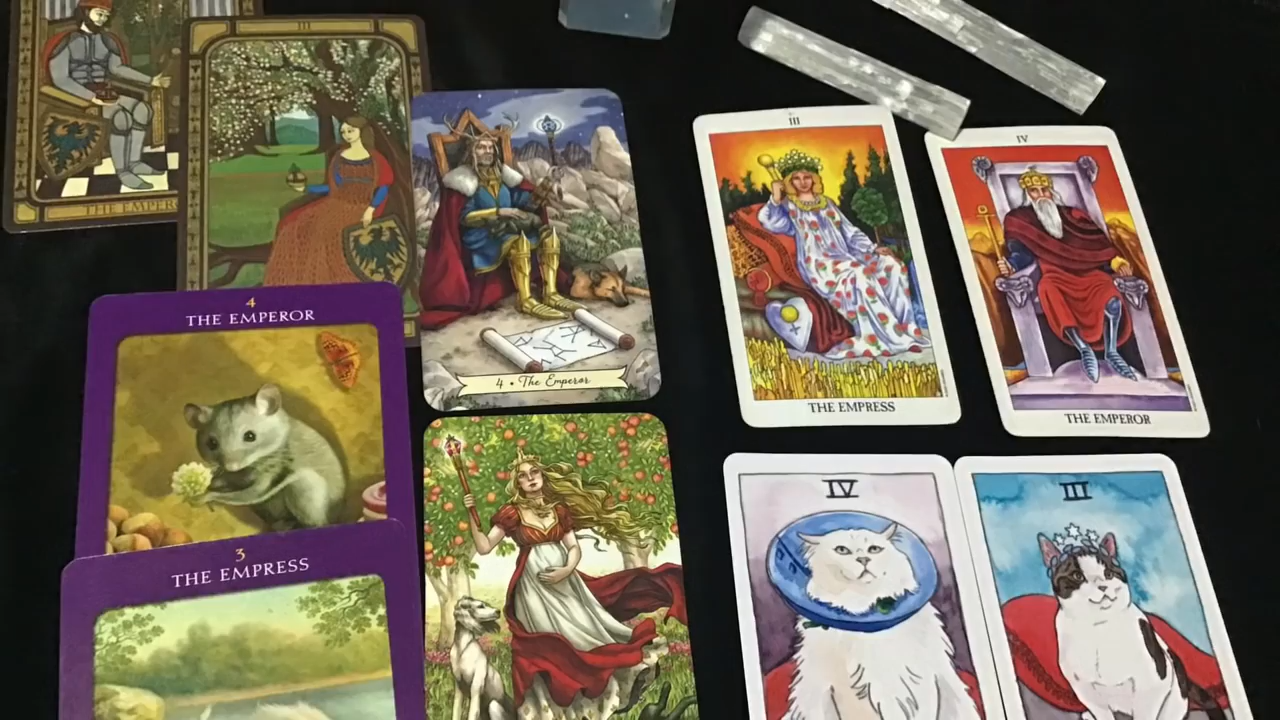 III
THE EMPER
4
THE EMPEROR
3
THE EMPRESS
4 • The Emperor
III
THE EMPRESS
IV
THE EMPEROR
IV
III